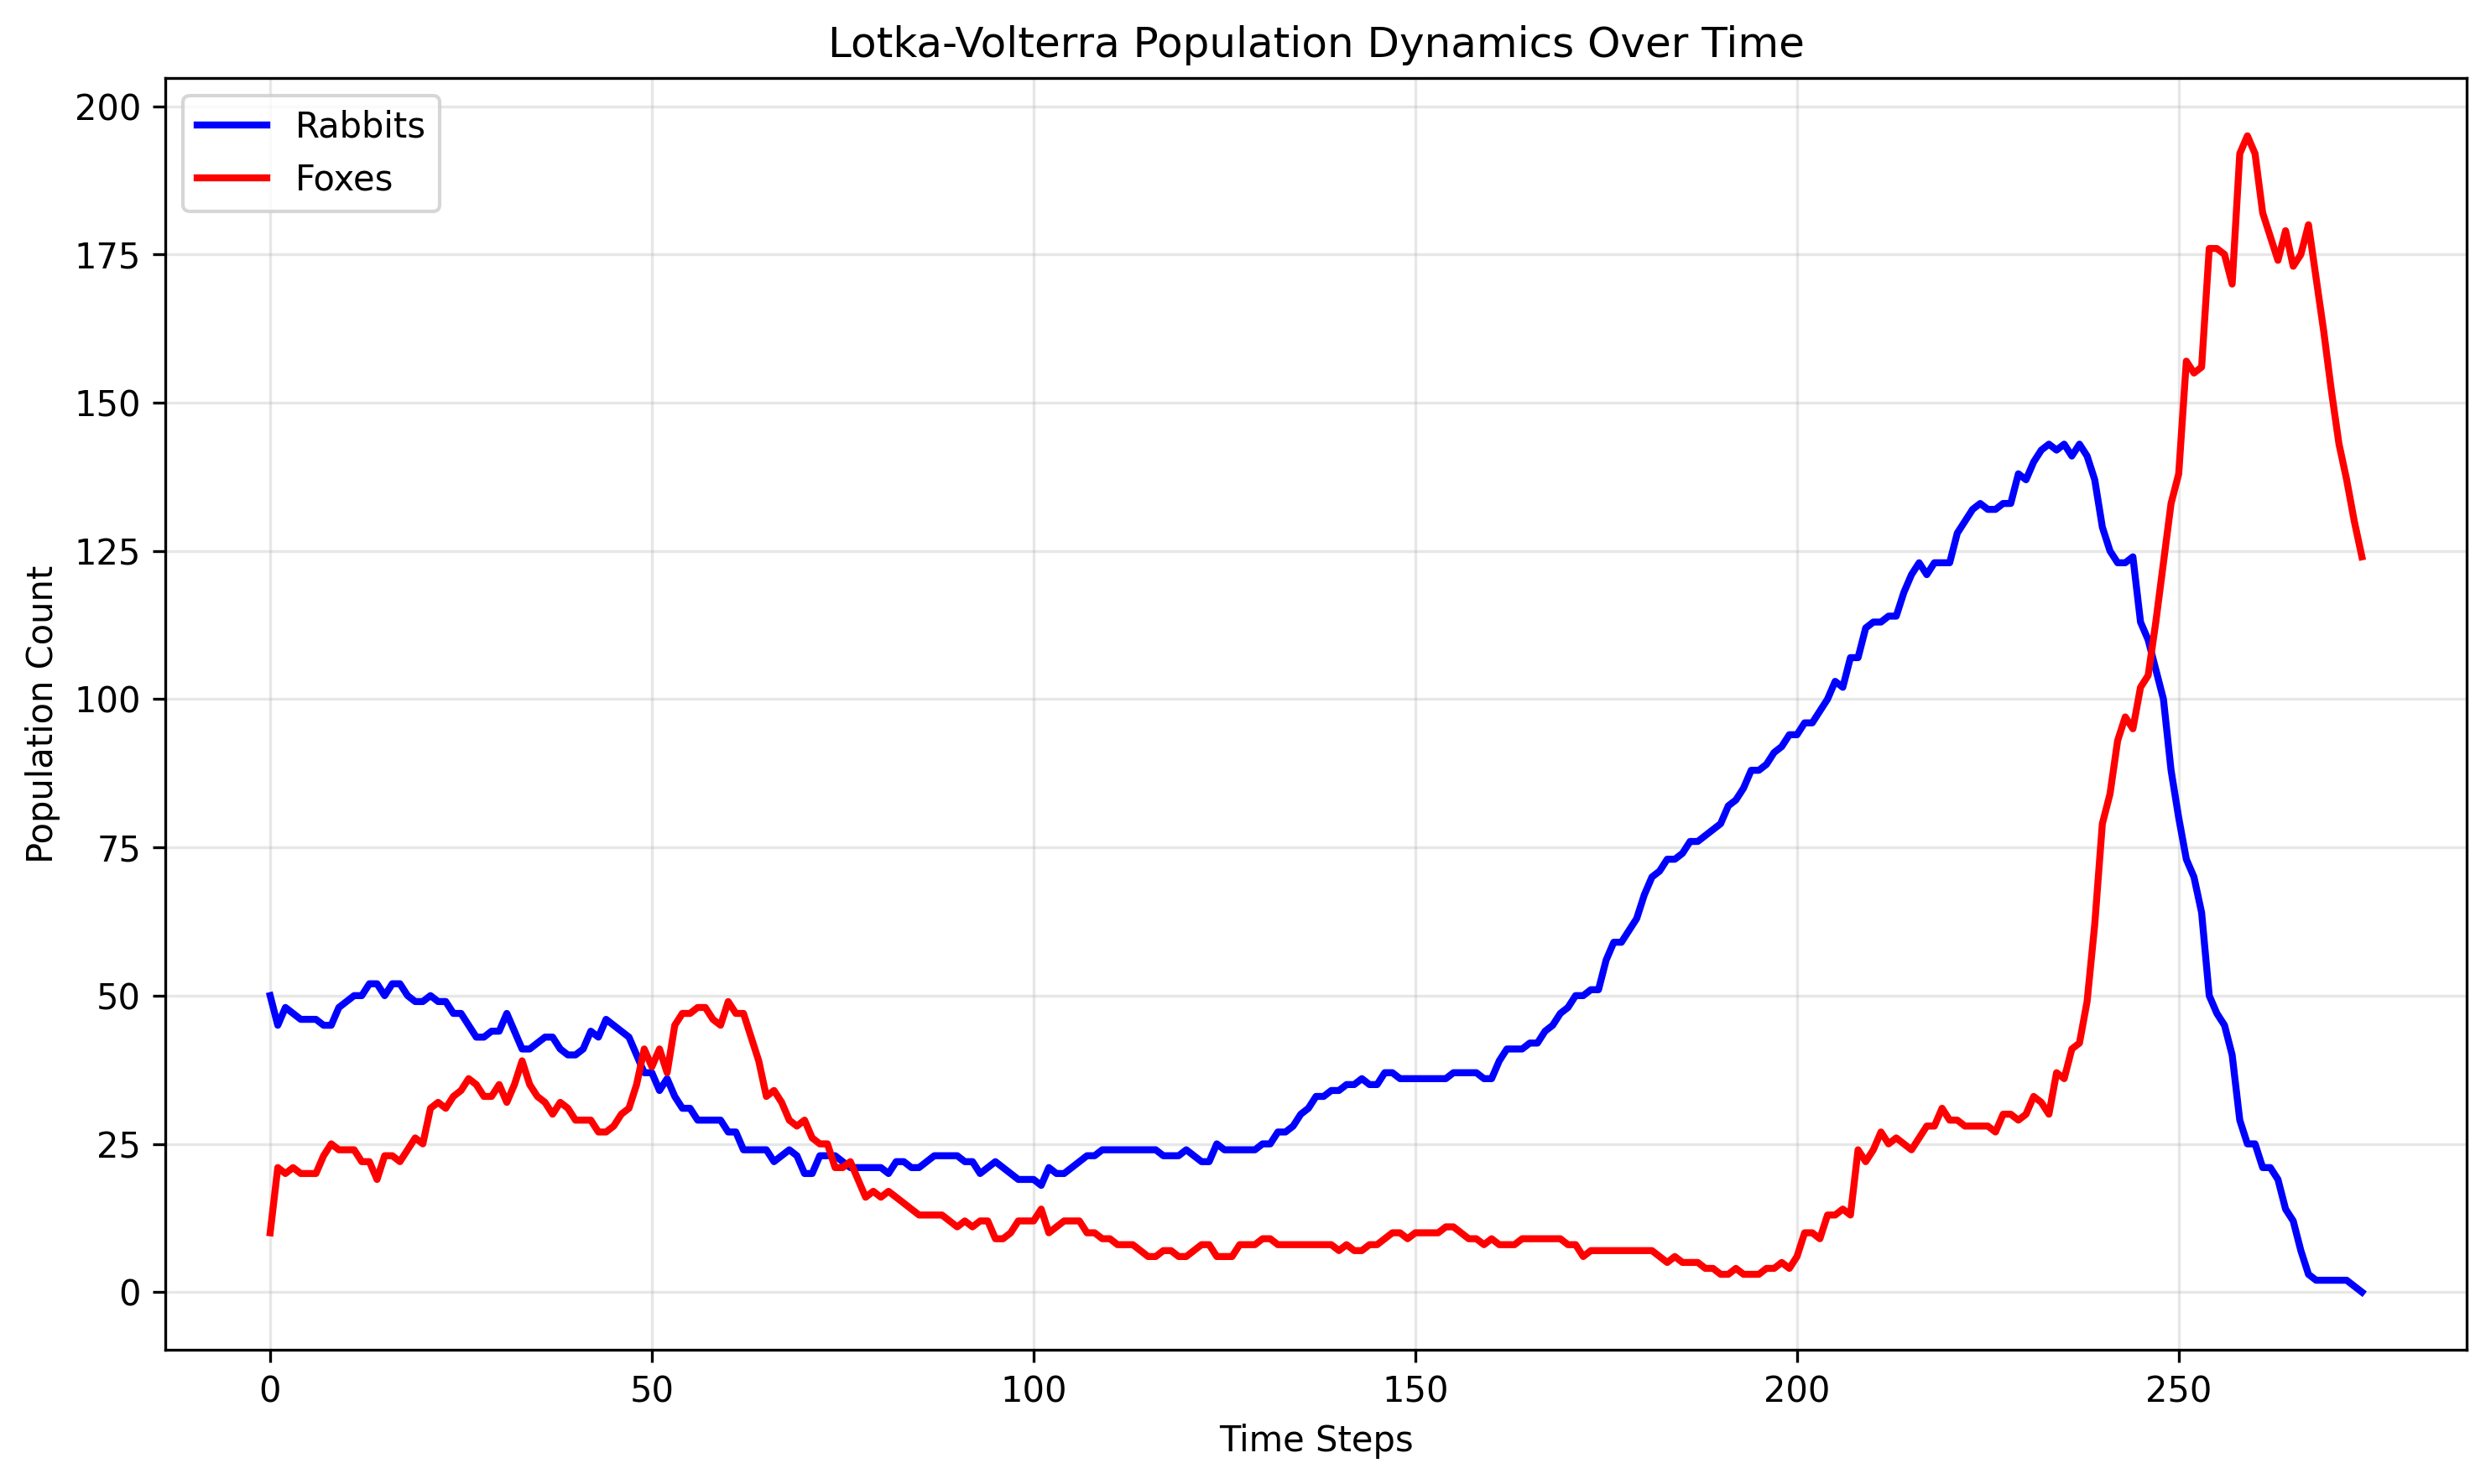 Lotka-Volterra Population Dynamics Over Time
Rabbits
Foxes
Population Count
200
175
150
125
100
75
50
25
0
0 50 100 150 200 250
Time Steps